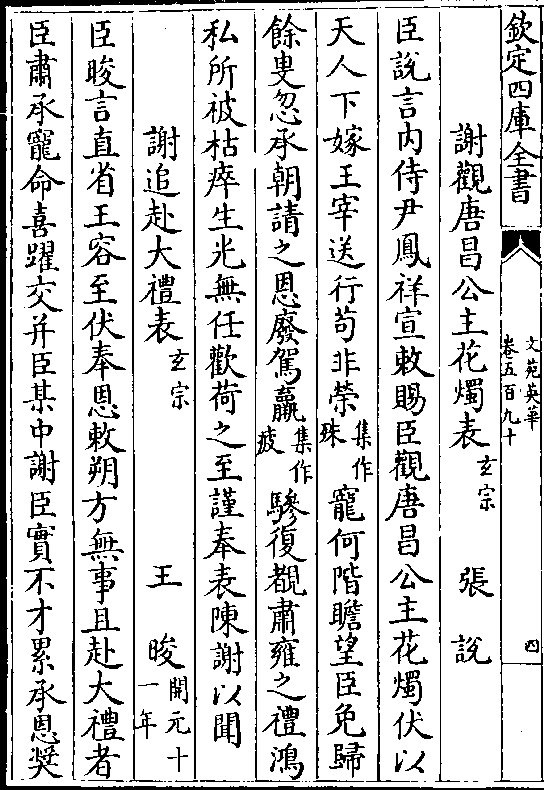 欽定四庫全書
文苑英華
卷五百九十
四
謝觀唐昌公主花燭表玄宗 張說
臣說言内侍尹鳳祥宣敕賜臣觀唐昌公主花燭伏以
天人下嫁王宰送行苟非榮集作殊寵何階瞻望臣免歸
餘叟忽承朝請之恩廢駕羸集作疲驂復覩肅雍之禮鴻
私所被枯瘁生光無任歡荷之至謹奉表陳謝以聞
謝追赴大禮表玄宗 王晙開元十一年
臣晙言直省王容至伏奉恩敕朔方無事且赴大禮者
臣肅承寵命喜躍交并臣某中謝臣實不才累承恩奨